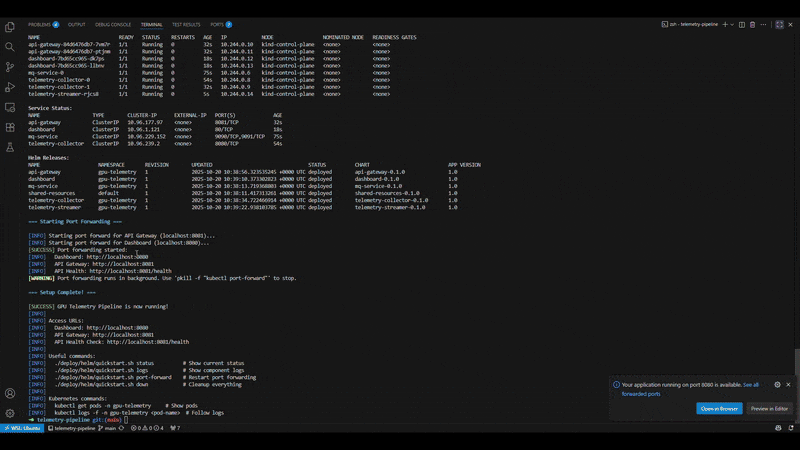 PROBLEMS OUTPUT DEBUG CONSOLE TERMINAL TEST RESULTS PORTS
zsh - telemetry-pipeline
NAME READY STATUS RESTARTS AGE IP NODE NOMINATED NODE READINESS GATES
api-gateway-84d6476db7-7vm7r 1/1 Running 0 32s 10.244.0.10 kind-control-plane <none> <none>
api-gateway-84d6476db7-ptjmm 1/1 Running 0 32s 10.244.0.11 kind-control-plane <none> <none>
dashboard-7bd65cc965-dk2ps 1/1 Running 0 18s 10.244.0.12 kind-control-plane <none> <none>
dashboard-7bd65cc965-l1bnv 1/1 Running 0 18s 10.244.0.13 kind-control-plane <none> <none>
mq-service-0 1/1 Running 0 75s 10.244.0.6 kind-control-plane <none> <none>
telemetry-collector-0 1/1 Running 0 54s 10.244.0.8 kind-control-plane <none> <none>
telemetry-collector-1 1/1 Running 0 32s 10.244.0.9 kind-control-plane <none> <none>
telemetry-streamer-rjcs8 1/1 Running 0 5s 10.244.0.14 kind-control-plane <none> <none>
Service Status:
NAME TYPE CLUSTER-IP EXTERNAL-IP PORT(S) AGE
api-gateway ClusterIP 10.96.177.97 <none> 8081/TCP 32s
dashboard ClusterIP 10.96.1.121 <none> 80/TCP 18s
mq-service ClusterIP 10.96.229.152 <none> 9090/TCP,9091/TCP 75s
telemetry-collector ClusterIP 10.96.239.2 <none> 8080/TCP 54s
Helm Releases:
NAME NAMESPACE REVISION UPDATED STATUS CHART APP VERSION
api-gateway gpu-telemetry 1 2025-10-20 10:38:56.323535245 +0000 UTC deployed api-gateway-0.1.0 1.0
dashboard gpu-telemetry 1 2025-10-20 10:39:10.373302823 +0000 UTC deployed dashboard-0.1.0 1.0
mq-service gpu-telemetry 1 2025-10-20 10:38:13.719368003 +0000 UTC deployed mq-service-0.1.0 1.0
shared-resources default 1 2025-10-20 10:38:11.417313261 +0000 UTC deployed shared-resources-0.1.0 1.0
telemetry-collector gpu-telemetry 1 2025-10-20 10:38:34.722466914 +0000 UTC deployed telemetry-collector-0.1.0 1.0
telemetry-streamer gpu-telemetry 1 2025-10-20 10:39:22.938103785 +0000 UTC deployed telemetry-streamer-0.1.0 1.0
=== Starting Port Forwarding ===
[INFO] Starting port forward for API Gateway (localhost:8081)...
[INFO] Starting port forward for Dashboard (localhost:8080)...
[SUCCESS] Port forwarding started:
[INFO] Dashboard: http://localhost:8080
[INFO] API Gateway: http://localhost:8081
[INFO] API Health: http://localhost:8081/health
[WARNING] Port forwarding runs in background. Use 'pkill -f "kubectl port-forward"' to stop.
=== Setup Complete! ===
[SUCCESS] GPU Telemetry Pipeline is now running!
[INFO]
[INFO] Access URLs:
[INFO] Dashboard: http://localhost:8080
[INFO] API Gateway: http://localhost:8081
[INFO] API Health Check: http://localhost:8081/health
[INFO]
[INFO] Useful commands:
[INFO] ./deploy/helm/quickstart.sh status # Show current status
[INFO] ./deploy/helm/quickstart.sh logs # Show component logs
[INFO] ./deploy/helm/quickstart.sh port-forward # Restart port forwarding
[INFO] ./deploy/helm/quickstart.sh down # Cleanup everything
[INFO]
[INFO] Kubernetes commands:
[INFO] kubectl get pods -n gpu-telemetry # Show pods
[INFO] kubectl logs -f -n gpu-telemetry <pod-name> # Follow logs
→ telemetry-pipeline git:(main)
Your application running on port 8080 is available. See all
forwarded ports
Open in Browser Preview in Editor
WSL: Ubuntu telemetry-pipeline main 0 0 4 7